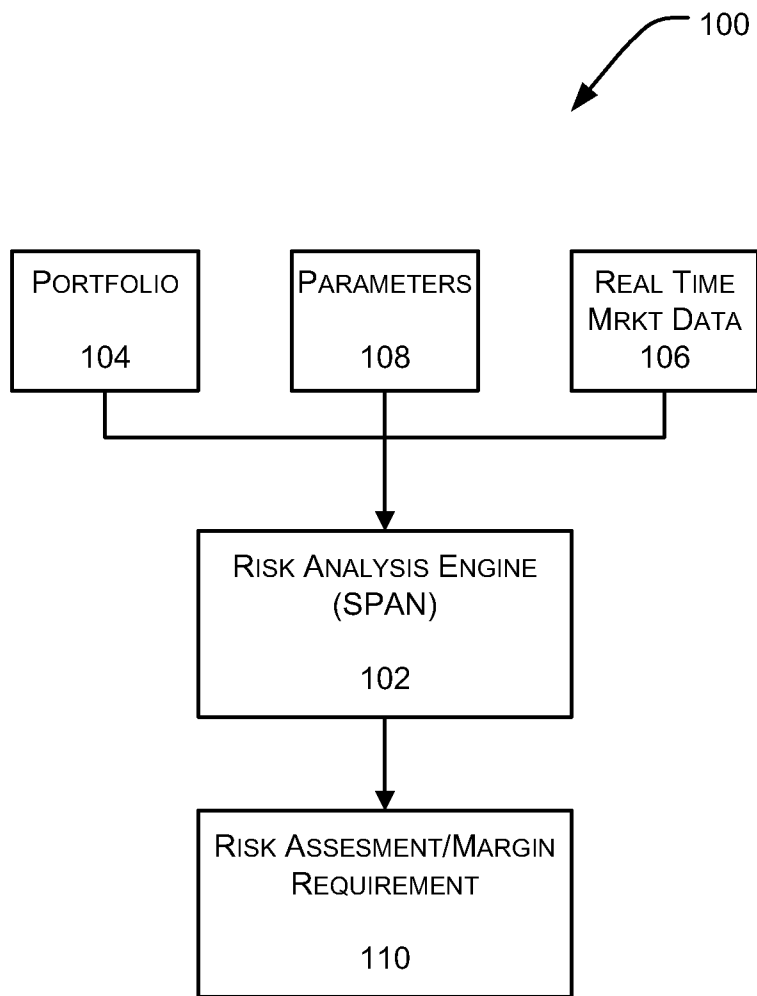 100
PORTFOLIO
104
PARAMETERS
108
REAL TIME
MRKT DATA
106
RISK ANALYSIS ENGINE
(SPAN)
102
RISK ASSESMENT/MARGIN
REQUIREMENT
110